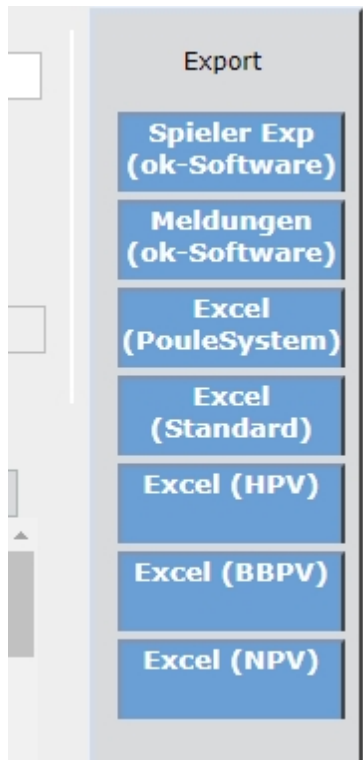 Export
Spieler Exp
(ok-Software)
Meldungen
(ok-Software)
Excel
(PouleSystem)
Excel
(Standard)
Excel (HPV)
Excel (BBPV)
Excel (NPV)